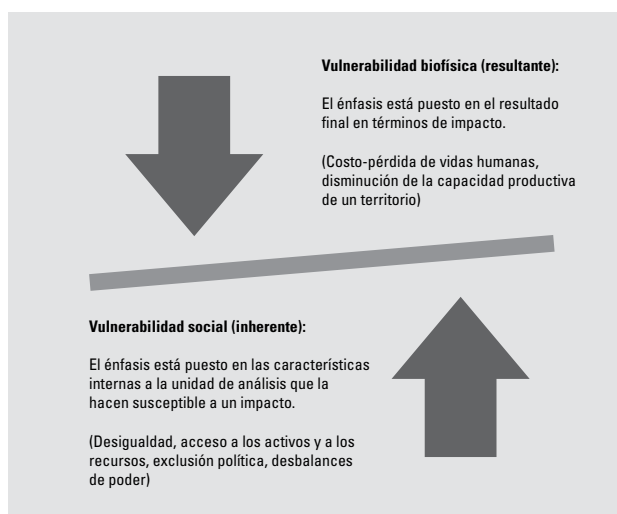 Vulnerabilidad biofísica (resultante):
El énfasis está puesto en el resultado
final en términos de impacto.
(Costo-pérdida de vidas humanas,
disminución de la capacidad productiva
de un territorio)
Vulnerabilidad social (inherente):
El énfasis está puesto en las características
internas a la unidad de análisis que la
hacen susceptible a un impacto.
(Desigualdad, acceso a los activos y a los
recursos, exclusión política, desbalances
de poder)